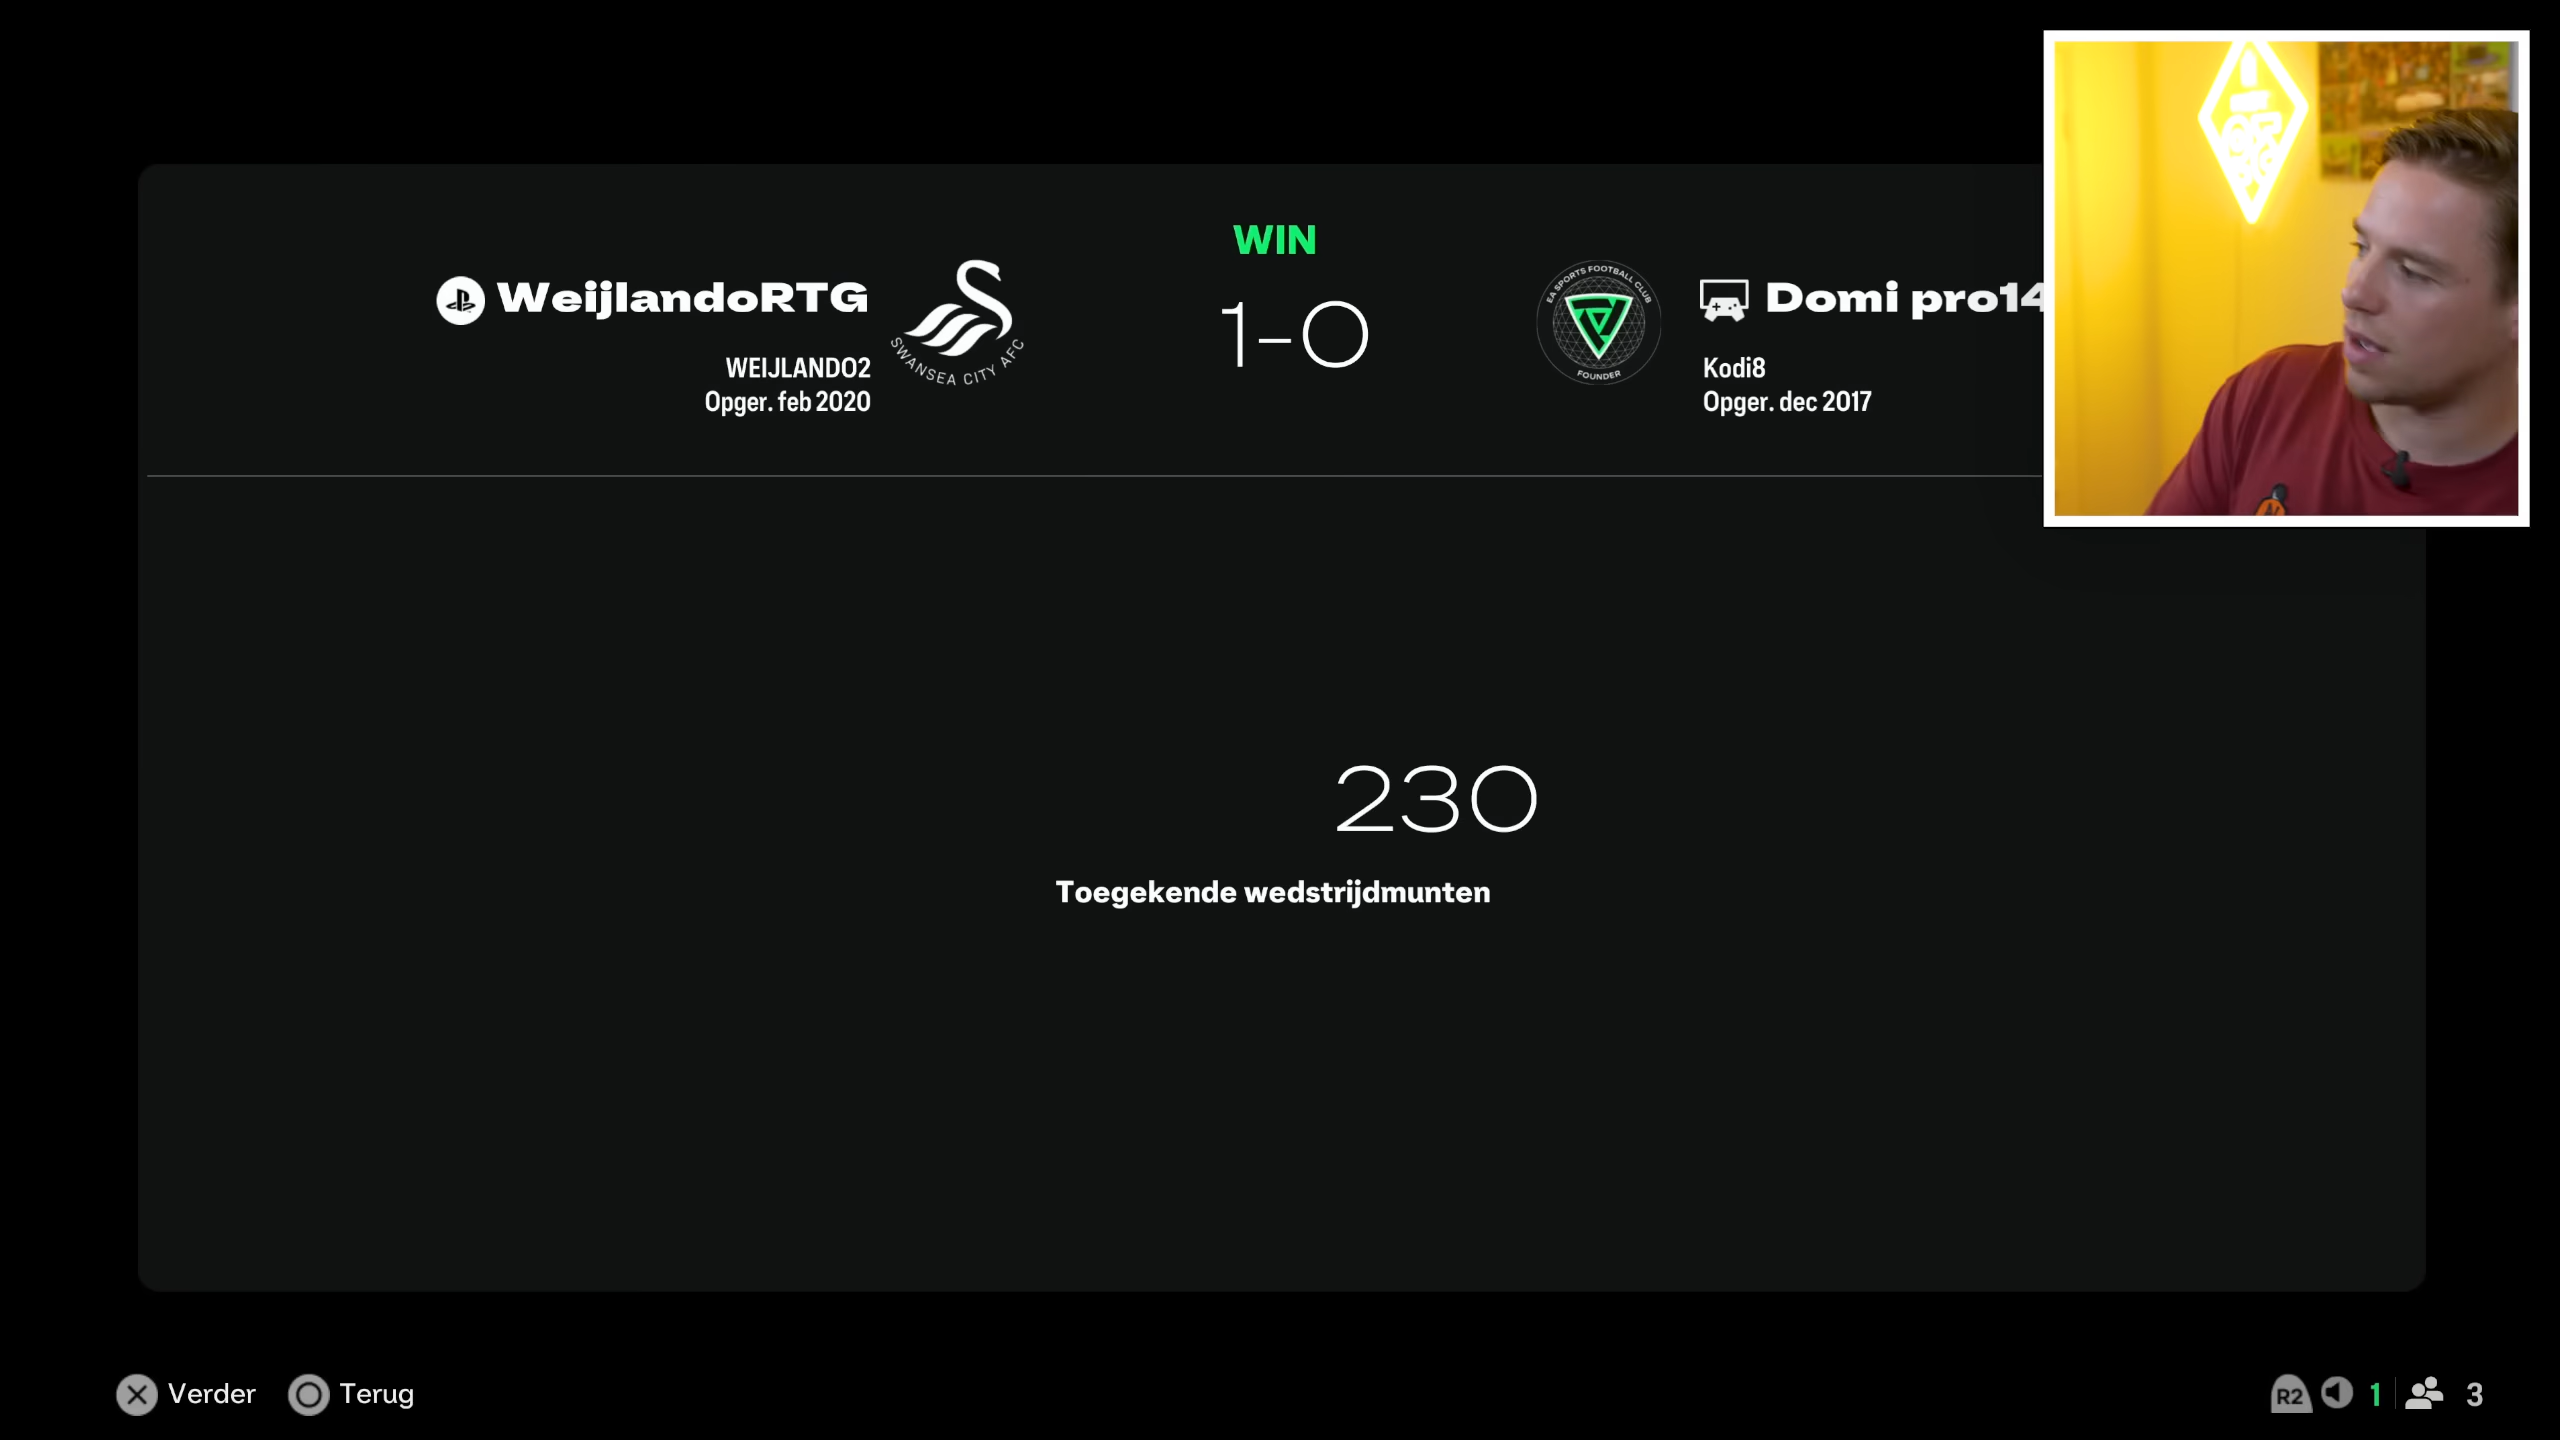 WIN
WeijlandoRTG
SWANSEA CITY AFC
1-0
EA SPORTS FOOTBALL CLUB
FOUNDER
Domi pro14
WEIJLANDO2
Opger. feb 2020
Kodi8
Opger. dec 2017
230
Toegekende wedstrijdmunten
Verder
Terug
R2
1
3